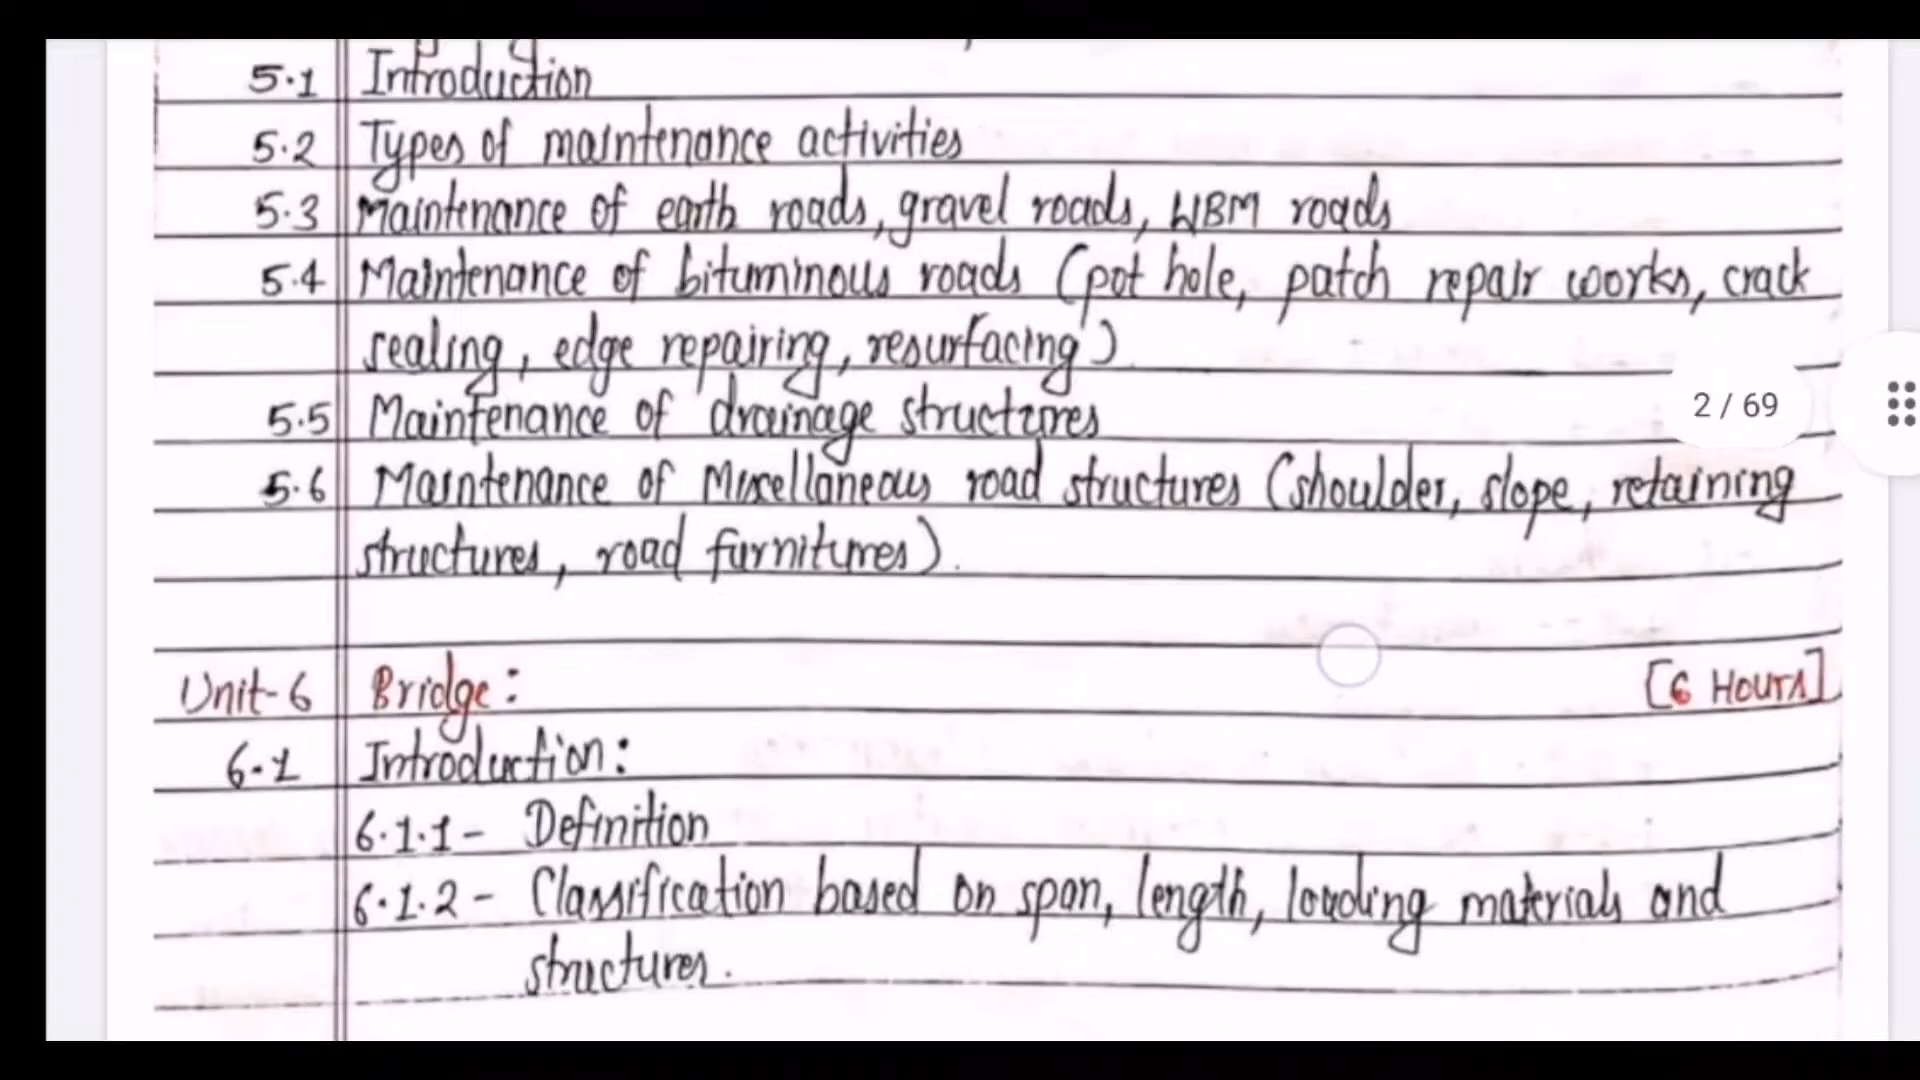 5.1 Introduction
5.2 Types of maintenance activities
5.3 Maintenance of earth roads, gravel roads, WBM roads
5.4 Maintenance of bituminous roads (pot hole, patch repair works, crack
sealing, edge repairing, resurfacing)
5.5 Maintenance of drainage structures
2 / 69
5.6 Maintenance of Miscellaneous road structures (shoulder, slope, retaining
structures, road furnitures).
Unit-6 Bridge: [6 Hours]
6.1 Introduction:
6.1.1- Definition
6.1.2- Classification based on span, length, loading materials and
structures.